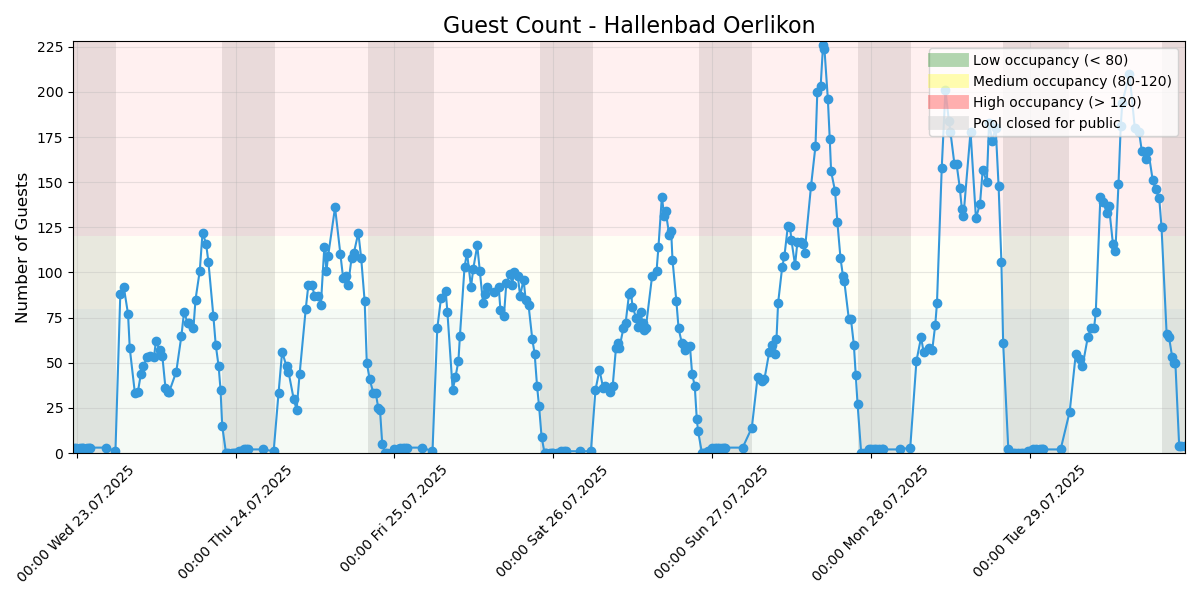 Guest Count - Hallenbad Oerlikon
Number of Guests
225
200
175
150
125
100
75
50
25
0
Low occupancy (< 80)
Medium occupancy (80-120)
High occupancy (> 120)
Pool closed for public
00:00 Wed 23.07.2025
00:00 Thu 24.07.2025
00:00 Fri 25.07.2025
00:00 Sat 26.07.2025
00:00 Sun 27.07.2025
00:00 Mon 28.07.2025
00:00 Tue 29.07.2025